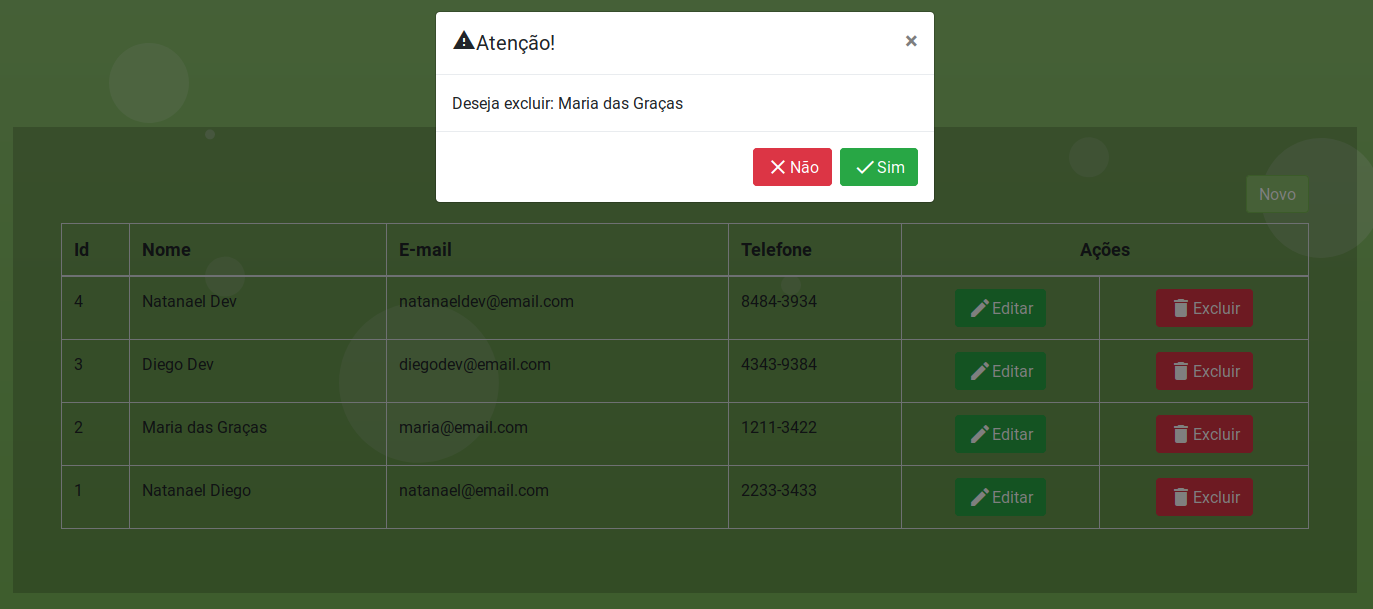 Atenção! ×
Deseja excluir: Maria das Graças
Não Sim
Novo
Id Nome E-mail Telefone Ações
4 Natanael Dev natanaeldev@email.com 8484-3934 Editar Excluir
3 Diego Dev diegodev@email.com 4343-9384 Editar Excluir
2 Maria das Graças maria@email.com 1211-3422 Editar Excluir
1 Natanael Diego natanael@email.com 2233-3433 Editar Excluir